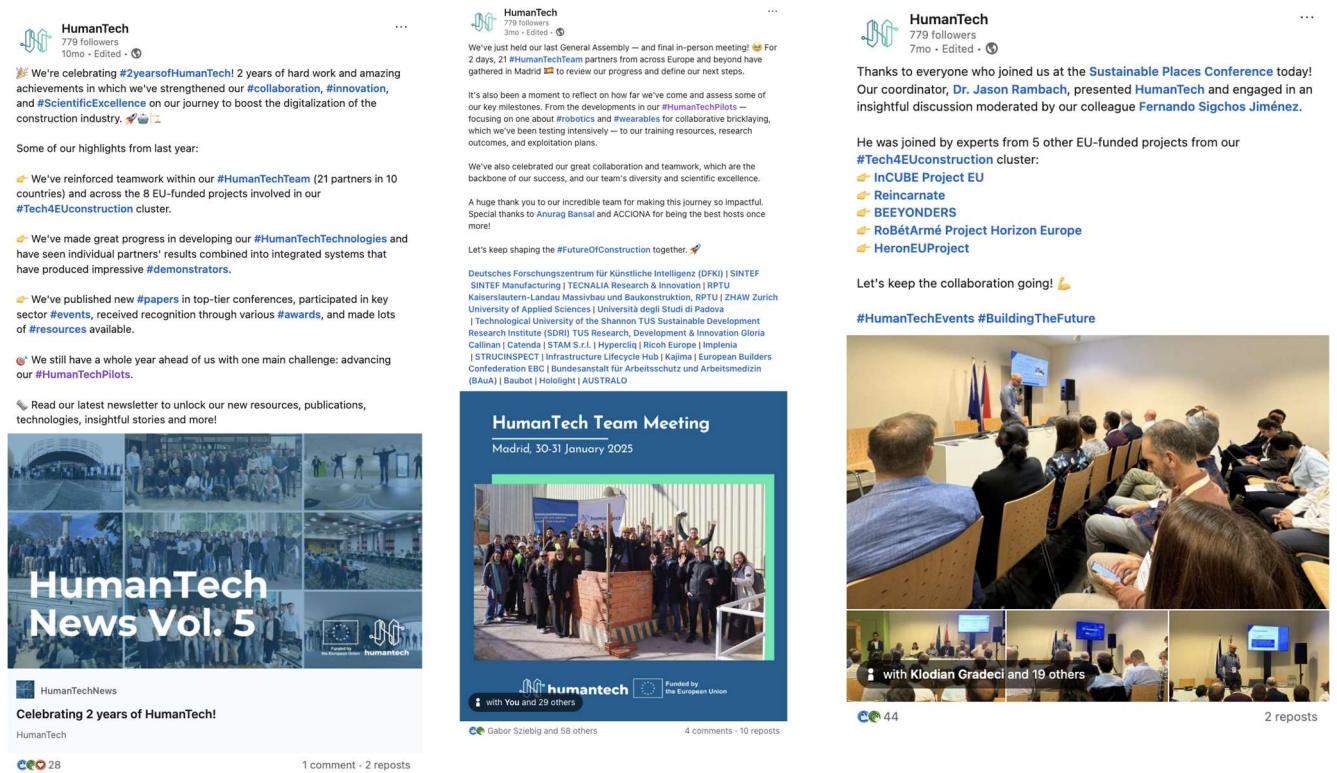 HumanTech
779 followers
10mo • Edited •
🎉 We're celebrating #2yearsofHumanTech! 2 years of hard work and amazing
achievements in which we've strengthened our #collaboration, #innovation,
and #ScientificExcellence on our journey to boost the digitalization of the
construction industry. 🚀🤖🏗️
Some of our highlights from last year:
👉 We've reinforced teamwork within our #HumanTechTeam (21 partners in 10
countries) and across the 8 EU-funded projects involved in our
#Tech4EUconstruction cluster.
👉 We've made great progress in developing our #HumanTechTechnologies and
have seen individual partners' results combined into integrated systems that
have produced impressive #demonstrators.
👉 We've published new #papers in top-tier conferences, participated in key
sector #events, received recognition through various #awards, and made lots
of #resources available.
🎯 We still have a whole year ahead of us with one main challenge: advancing
our #HumanTechPilots.
🗞️ Read our latest newsletter to unlock our new resources, publications,
technologies, insightful stories and more!
HumanTech
News Vol. 5
Funded by
the European Union
humantech
HumanTechNews
Celebrating 2 years of HumanTech!
HumanTech
28
1 comment · 2 reposts
HumanTech
779 followers
3mo • Edited •
We've just held our last General Assembly — and final in-person meeting! 🥹 For
2 days, 21 #HumanTechTeam partners from across Europe and beyond have
gathered in Madrid 🇪🇸 to review our progress and define our next steps.
It's also been a moment to reflect on how far we've come and assess some of
our key milestones. From the developments in our #HumanTechPilots —
focusing on one about #robotics and #wearables for collaborative bricklaying,
which we've been testing intensively — to our training resources, research
outcomes, and exploitation plans.
We've also celebrated our great collaboration and teamwork, which are the
backbone of our success, and our team's diversity and scientific excellence.
A huge thank you to our incredible team for making this journey so impactful.
Special thanks to Anurag Bansal and ACCIONA for being the best hosts once
more!
Let's keep shaping the #FutureOfConstruction together. 🚀
Deutsches Forschungszentrum für Künstliche Intelligenz (DFKI) | SINTEF
SINTEF Manufacturing | TECNALIA Research & Innovation | RPTU
Kaiserslautern-Landau Massivbau und Baukonstruktion, RPTU | ZHAW Zurich
University of Applied Sciences | Università degli Studi di Padova
| Technological University of the Shannon TUS Sustainable Development
Research Institute (SDRI) TUS Research, Development & Innovation Gloria
Callinan | Catenda | STAM S.r.l. | Hypercliq | Ricoh Europe | Implenia
| STRUCINSPECT | Infrastructure Lifecycle Hub | Kajima | European Builders
Confederation EBC | Bundesanstalt für Arbeitsschutz und Arbeitsmedizin
(BAuA) | Baubot | Hololight | AUSTRALO
HumanTech Team Meeting
Madrid, 30-31 January 2025
humantech
Funded by
the European Union
with You and 29 others
Gabor Sziebig and 58 others
4 comments · 10 reposts
HumanTech
779 followers
7mo • Edited •
Thanks to everyone who joined us at the Sustainable Places Conference today!
Our coordinator, Dr. Jason Rambach, presented HumanTech and engaged in an
insightful discussion moderated by our colleague Fernando Sigchos Jiménez.
He was joined by experts from 5 other EU-funded projects from our
#Tech4EUconstruction cluster:
👉 InCUBE Project EU
👉 Reincarnate
👉 BEEYONDERS
👉 RoBétArmé Project Horizon Europe
👉 HeronEUProject
Let's keep the collaboration going! 💪
#HumanTechEvents #BuildingTheFuture
with Klodian Gradeci and 19 others
44
2 reposts